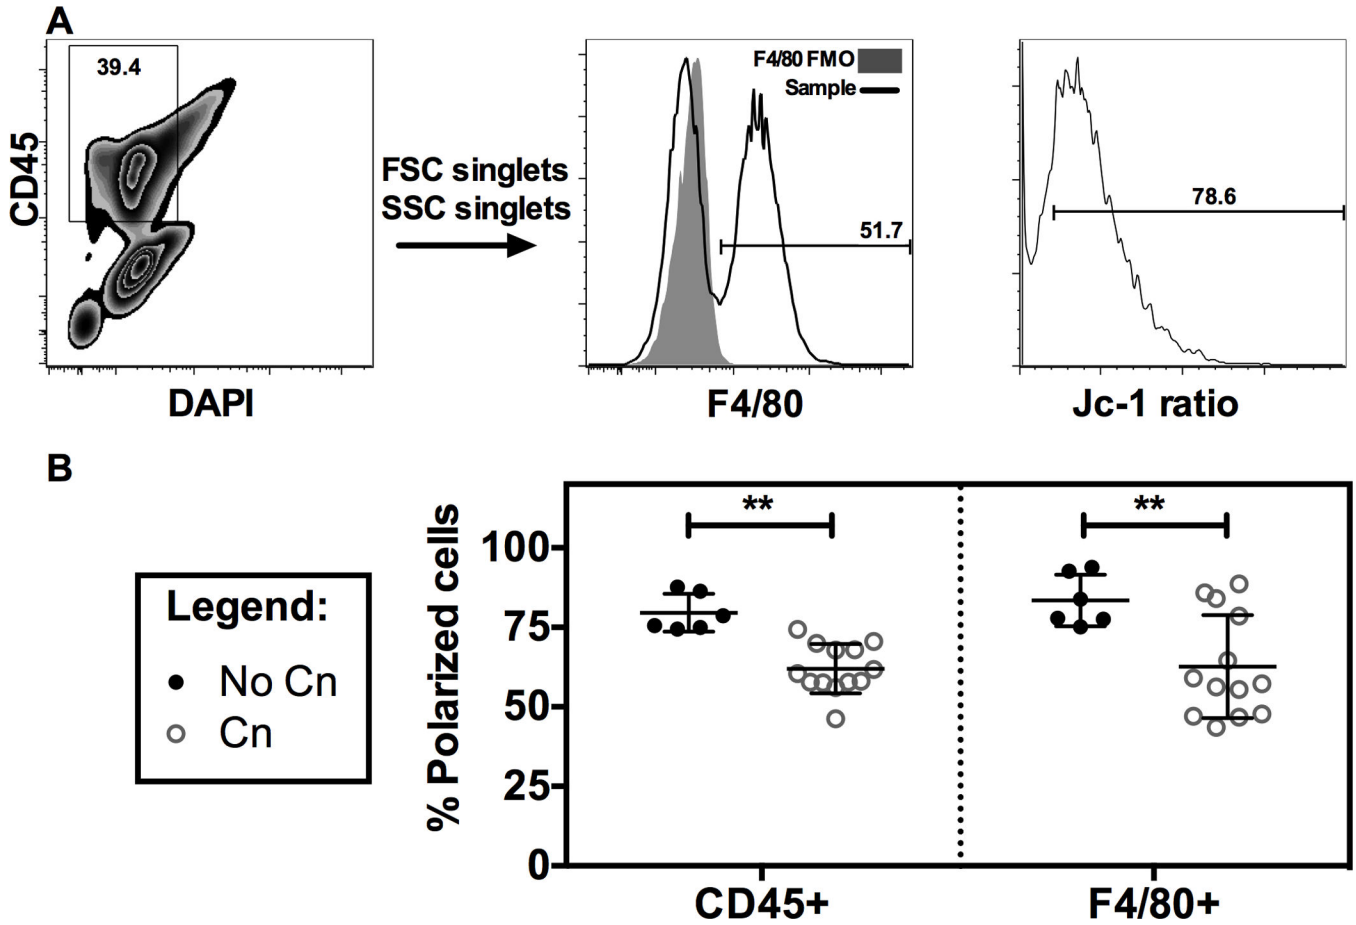 A
39.4
CD45
DAPI
FSC singlets
SSC singlets
F4/80 FMO
Sample
51.7
F4/80
78.6
Jc-1 ratio
B
Legend:
No Cn
Cn
% Polarized cells
100
75
50
25
0
**
**
CD45+
F4/80+